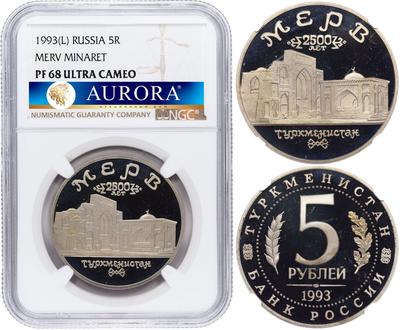 1993(L) RUSSIA 5R
MERV MINARET
PF 68 ULTRA CAMEO
AURORA
NUMISMATIC GUARANTY COMPANY
NGC
МЕРВ
2500
ЛЕТ
Туркменистан
МЕРВ
2500
ЛЕТ
Туркменистан
ТУРКМЕНИСТАН
5
РУБЛЕЙ
1993
БАНК РОССИИ